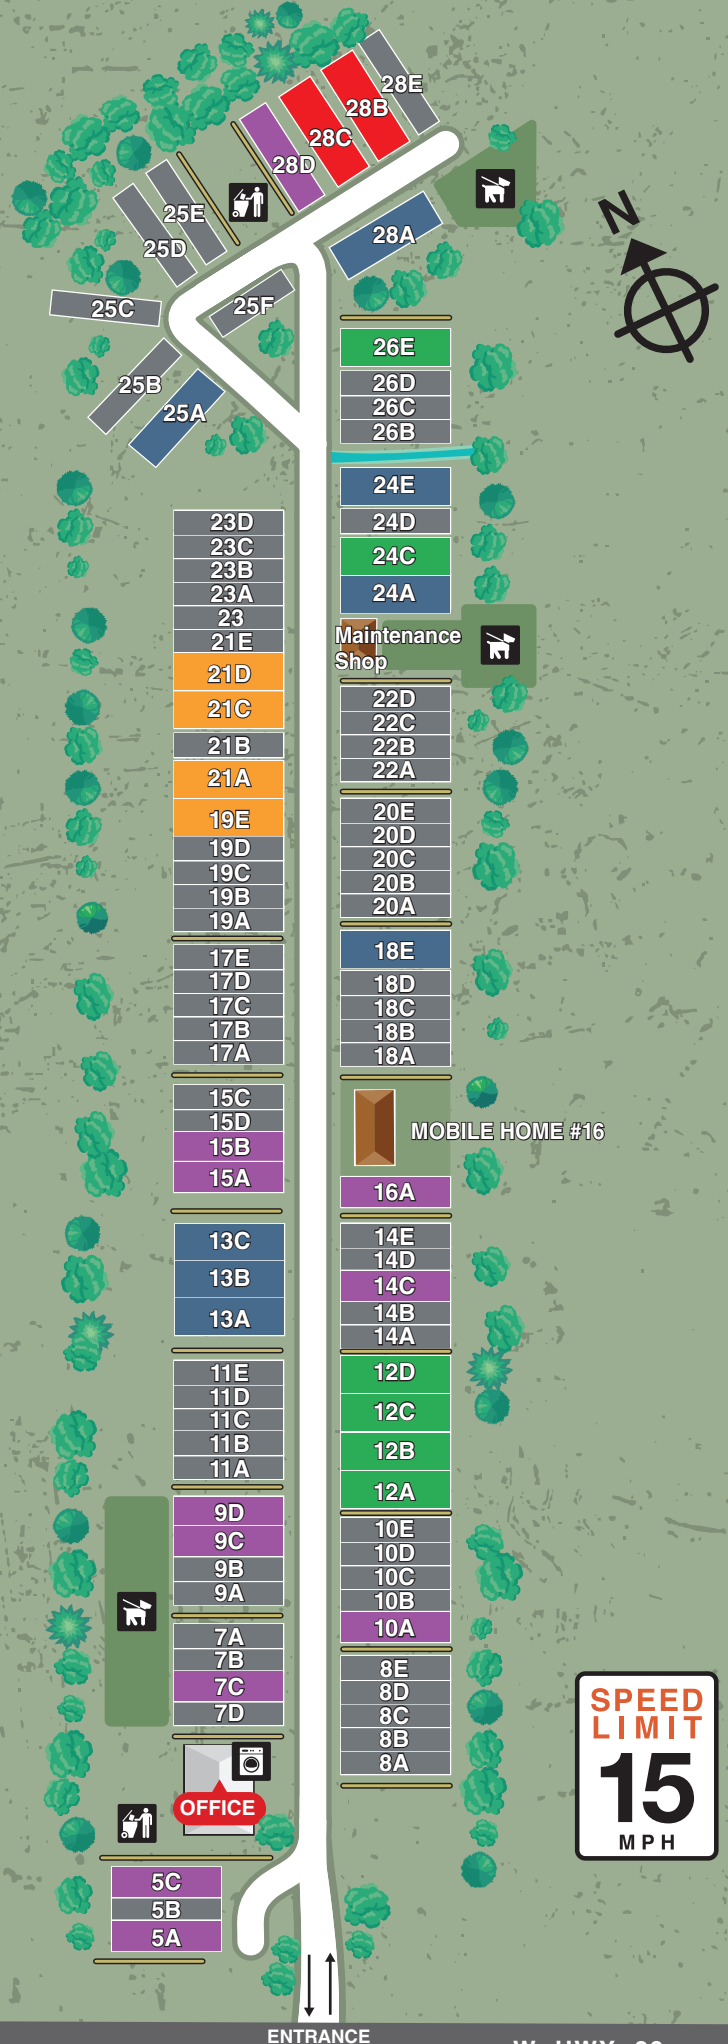 28E
28B
28C
28D
25E
25D
28A
N
25C
25F
26E
25B
26D
25A
26C
26B
24E
23D
24D
23C
24C
23B
23A
24A
23
21E
Maintenance
Shop
21D
22D
21C
22C
21B
22B
21A
22A
19E
20E
19D
20D
19C
20C
19B
20B
19A
20A
17E
18E
17D
18D
17C
18C
17B
18B
17A
18A
15C
15D
MOBILE HOME #16
15B
15A
16A
13C
14E
14D
13B
14C
13A
14B
14A
11E
12D
11D
11C
12C
11B
12B
11A
12A
9D
10E
9C
10D
9B
10C
9A
10B
7A
10A
7B
8E
7C
8D
7D
8C
8B
8A
SPEED
LIMIT
15
MPH
OFFICE
5C
5B
5A
ENTRANCE